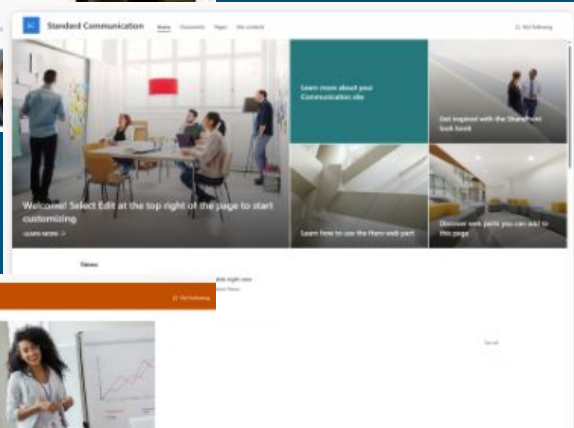 SC Standard Communication Home Documents Pages Site contents Not following
Learn more about your
Communication site
Get inspired with the SharePoint
look book
Welcome! Select Edit at the top right of the page to start
customizing
LEARN MORE →
Learn how to use the Hero web part
Discover web parts you can add to
this page
News
See all
Not following